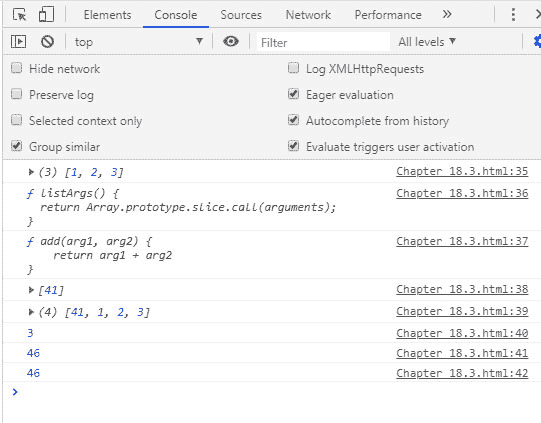 Elements Console Sources Network Performance »
top Filter All levels
Hide network Log XMLHttpRequests
Preserve log Eager evaluation
Selected context only Autocomplete from history
Group similar Evaluate triggers user activation
(3) [1, 2, 3] Chapter 18.3.html:35
ƒ listArgs() { Chapter 18.3.html:36
return Array.prototype.slice.call(arguments);
}
ƒ add(arg1, arg2) { Chapter 18.3.html:37
return arg1 + arg2
}
[41] Chapter 18.3.html:38
(4) [41, 1, 2, 3] Chapter 18.3.html:39
3 Chapter 18.3.html:40
46 Chapter 18.3.html:41
46 Chapter 18.3.html:42
>